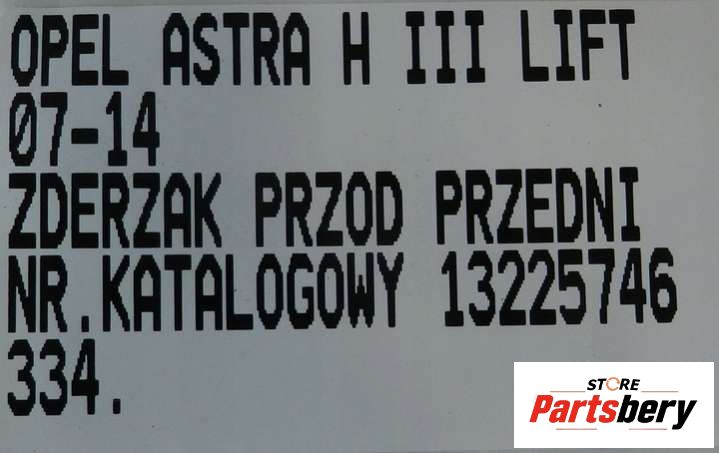 OPEL ASTRA H III LIFT
07-14
ZDERZAK PRZOD PRZEDNI
NR.KATALOGOWY 13225746
334.
STORE
Partsbery